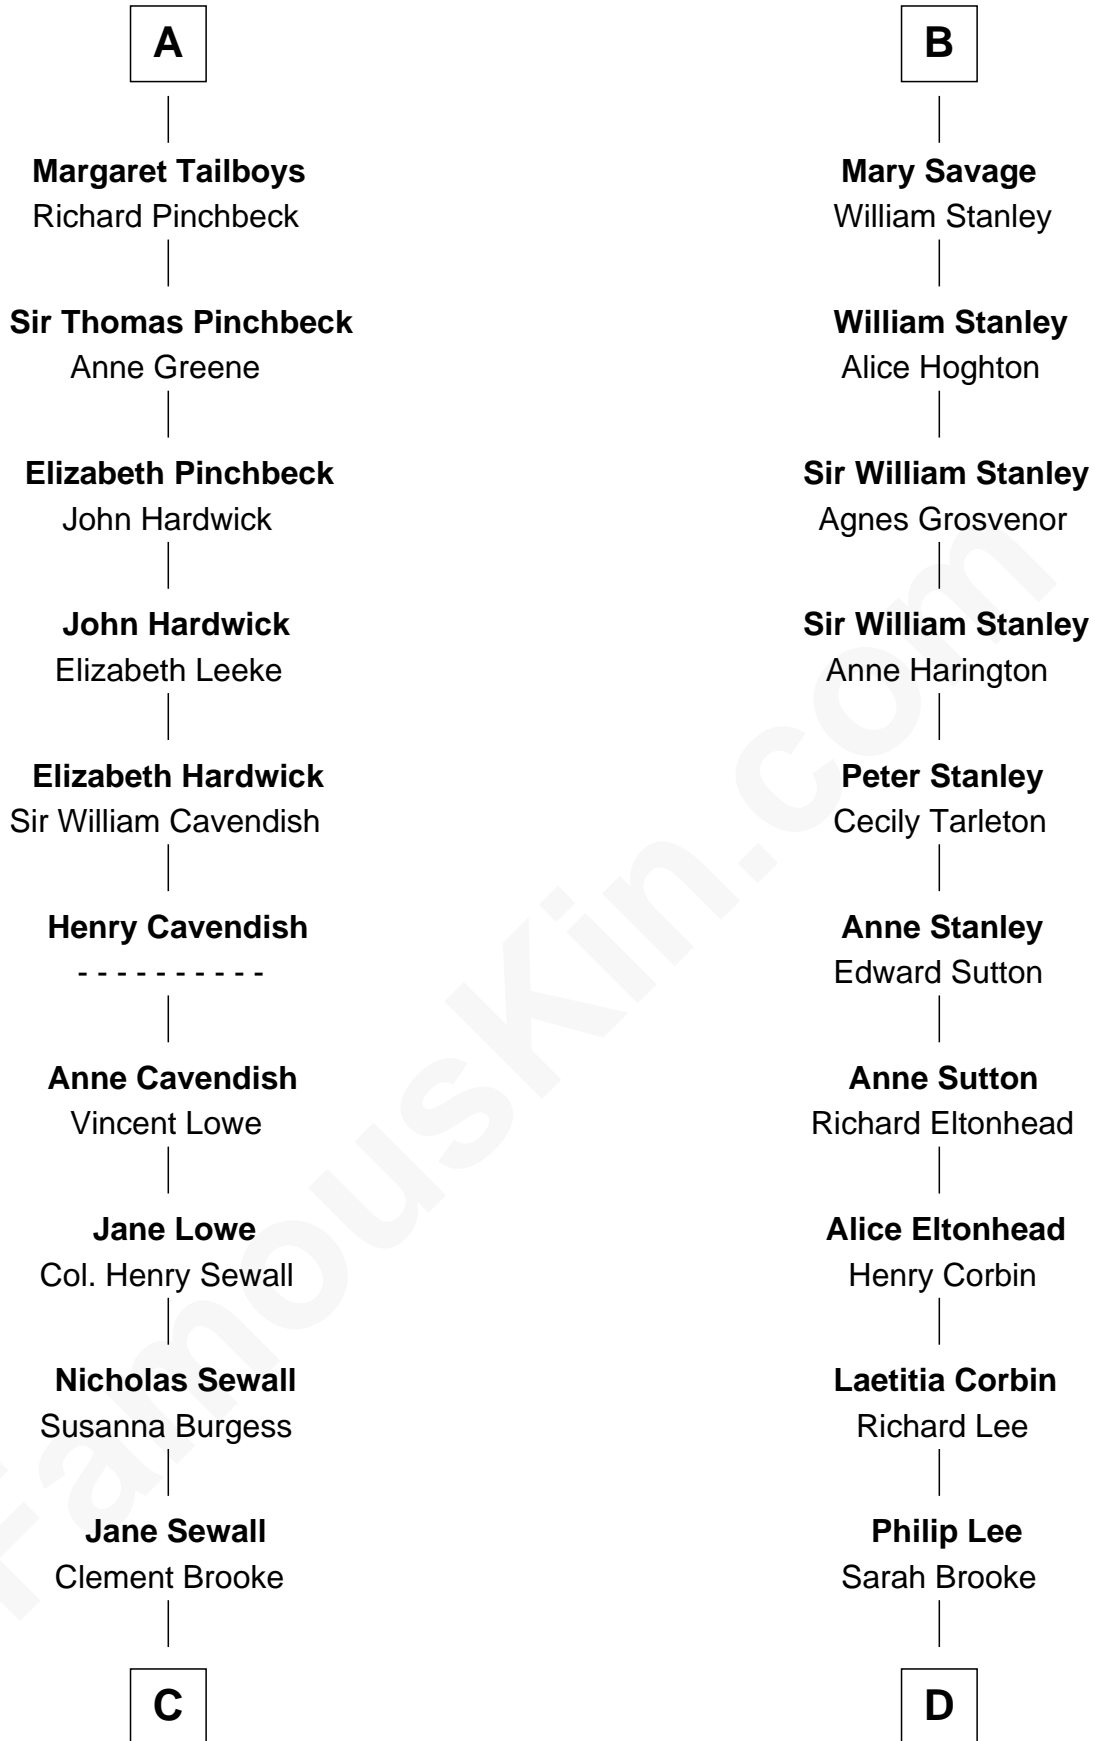 A
Margaret Tailboys
Richard Pinchbeck
Sir Thomas Pinchbeck
Anne Greene
Elizabeth Pinchbeck
John Hardwick
John Hardwick
Elizabeth Leeke
Elizabeth Hardwick
Sir William Cavendish
Henry Cavendish
- - - - - - - - - -
Anne Cavendish
Vincent Lowe
Jane Lowe
Col. Henry Sewall
Nicholas Sewall
Susanna Burgess
Jane Sewall
Clement Brooke
C
B
Mary Savage
William Stanley
William Stanley
Alice Hoghton
Sir William Stanley
Agnes Grosvenor
Sir William Stanley
Anne Harington
Peter Stanley
Cecily Tarleton
Anne Stanley
Edward Sutton
Anne Sutton
Richard Eltonhead
Alice Eltonhead
Henry Corbin
Laetitia Corbin
Richard Lee
Philip Lee
Sarah Brooke
D
FamousKin.com